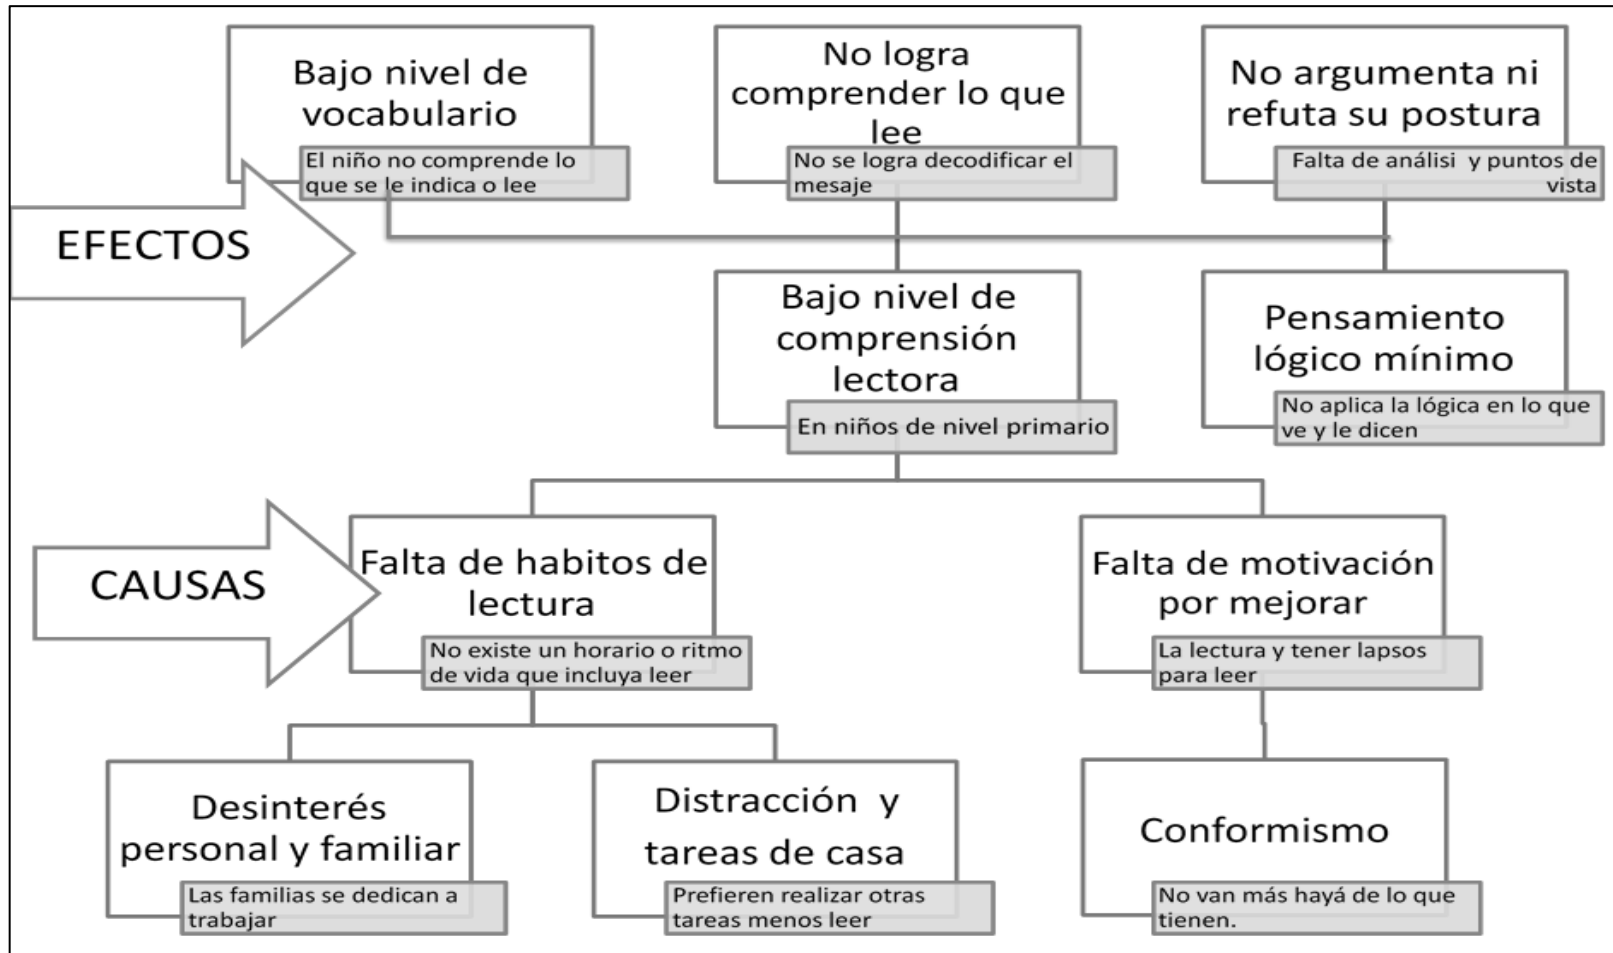 Bajo nivel de
vocabulario
El niño no comprende lo
que se le indica o lee
No logra
comprender lo que
lee
No se logra decodificar el
mesaje
No argumenta ni
refuta su postura
Falta de análisi y puntos de
vista
EFECTOS
Bajo nivel de
comprensión
lectora
En niños de nivel primario
Pensamiento
lógico mínimo
No aplica la lógica en lo que
ve y le dicen
CAUSAS
Falta de habitos de
lectura
No existe un horario o ritmo
de vida que incluya leer
Falta de motivación
por mejorar
La lectura y tener lapsos
para leer
Desinterés
personal y familiar
Las familias se dedican a
trabajar
Distracción y
tareas de casa
Prefieren realizar otras
tareas menos leer
Conformismo
No van más hayá de lo que
tienen.